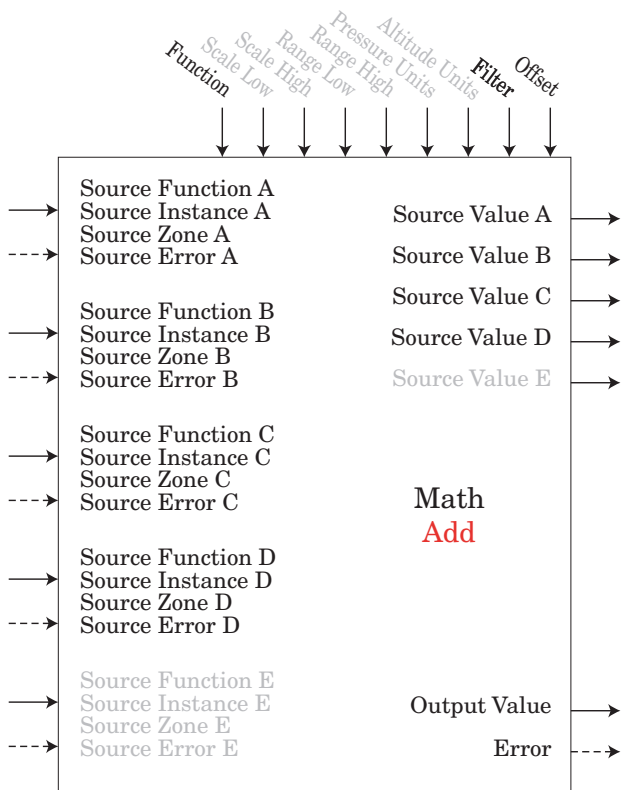 Function
Scale Low
Scale High
Range Low
Range High
Pressure Units
Altitude Units
Filter
Offset
Source Function A
Source Instance A
Source Zone A
Source Error A
Source Function B
Source Instance B
Source Zone B
Source Error B
Source Function C
Source Instance C
Source Zone C
Source Error C
Source Function D
Source Instance D
Source Zone D
Source Error D
Source Function E
Source Instance E
Source Zone E
Source Error E
Source Value A
Source Value B
Source Value C
Source Value D
Source Value E
Math
Add
Output Value
Error